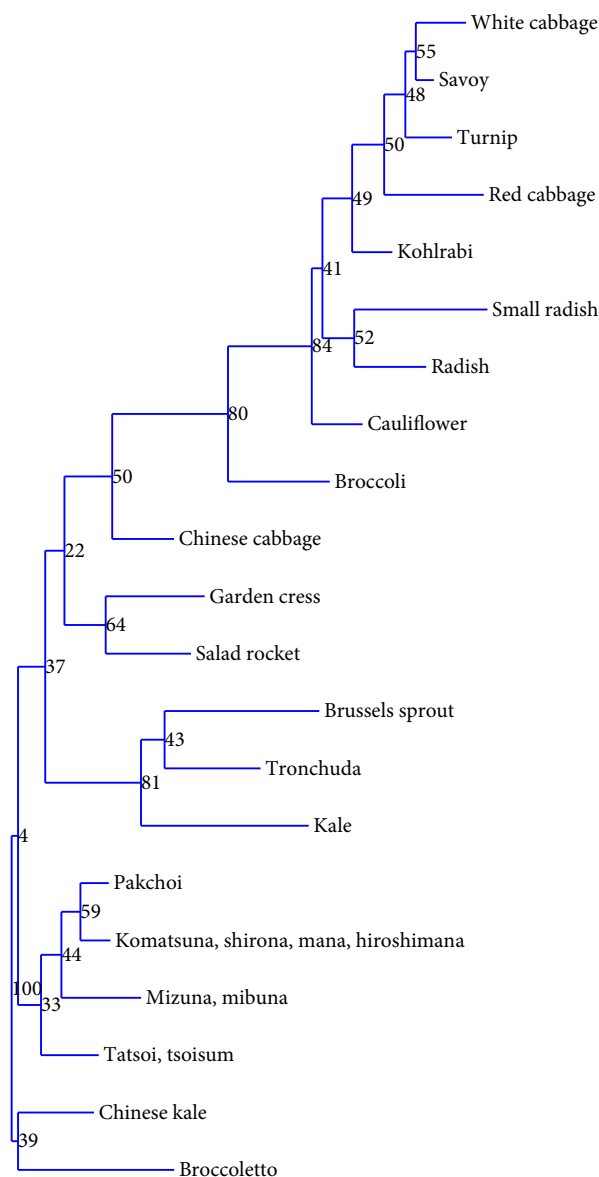 White cabbage
55
Savoy
48
Turnip
50
Red cabbage
49
Kohlrabi
41
Small radish
84
52
Radish
80
Cauliflower
50
Broccoli
Chinese cabbage
22
Garden cress
64
Salad rocket
37
Brussels sprout
43
Tronchuda
81
Kale
4
Pakchoi
59
Komatsuna, shirona, mana, hiroshimana
44
100
Mizuna, mibuna
33
Tatsoi, tsoisum
Chinese kale
39
Broccoletto